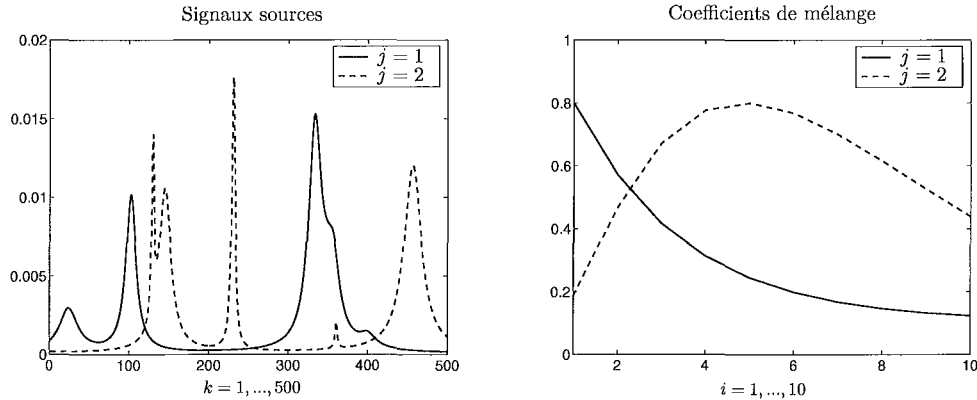 Signaux sources
0.02
0.015
0.01
0.005
0
0
100
200
300
400
500
j = 1
j = 2
k = 1, ..., 500
Coefficients de mélange
1
0.8
0.6
0.4
0.2
0
2
4
6
8
10
j = 1
j = 2
i = 1, ..., 10